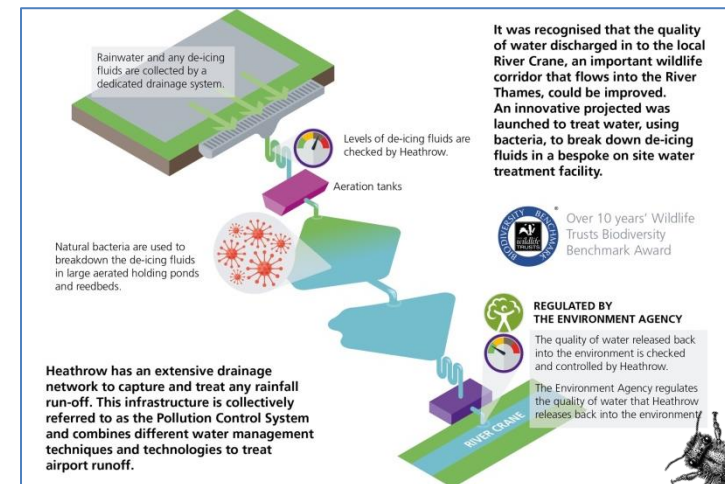 Rainwater and any de-icing
fluids are collected by a
dedicated drainage system.
It was recognised that the quality
of water discharged in to the local
River Crane, an important wildlife
corridor that flows into the River
Thames, could be improved.
An innovative projected was
launched to treat water, using
bacteria, to break down de-icing
fluids in a bespoke on site water
treatment facility.
Levels of de-icing fluids are
checked by Heathrow.
Aeration tanks
BIODIVERSITY BENCHMARK
wildlife
TRUSTS
Over 10 years' Wildlife
Trusts Biodiversity
Benchmark Award
Natural bacteria are used to
breakdown the de-icing fluids
in large aerated holding ponds
and reedbeds.
REGULATED BY
THE ENVIRONMENT AGENCY
The quality of water released back
into the environment is checked
and controlled by Heathrow.
The Environment Agency regulates
the quality of water that Heathrow
releases back into the environment
Heathrow has an extensive drainage
network to capture and treat any rainfall
run-off. This infrastructure is collectively
referred to as the Pollution Control System
and combines different water management
techniques and technologies to treat
airport runoff.
RIVER CRANE